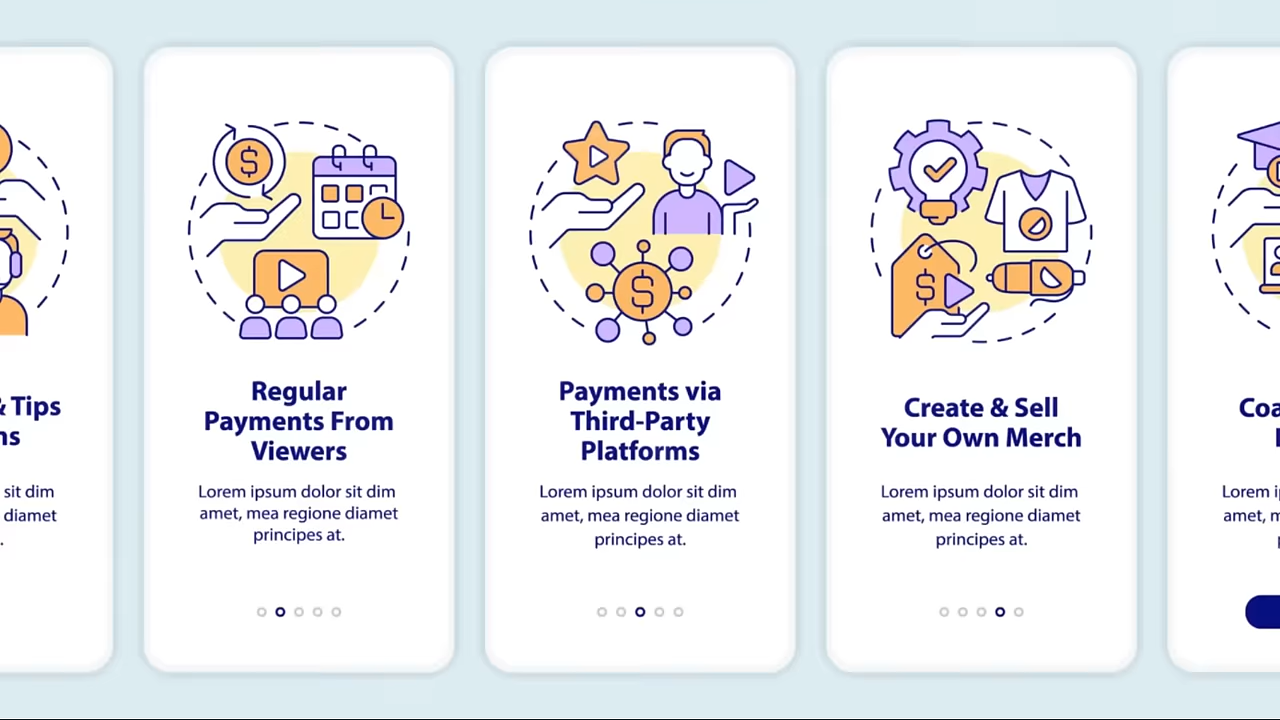 & Tips
ns
sit dim
diamet
.
Regular
Payments From
Viewers
Lorem ipsum dolor sit dim
amet, mea regione diamet
principes at.
Payments via
Third-Party
Platforms
Lorem ipsum dolor sit dim
amet, mea regione diamet
principes at.
Create & Sell
Your Own Merch
Lorem ipsum dolor sit dim
amet, mea regione diamet
principes at.
Coa
Lorem i
amet, m